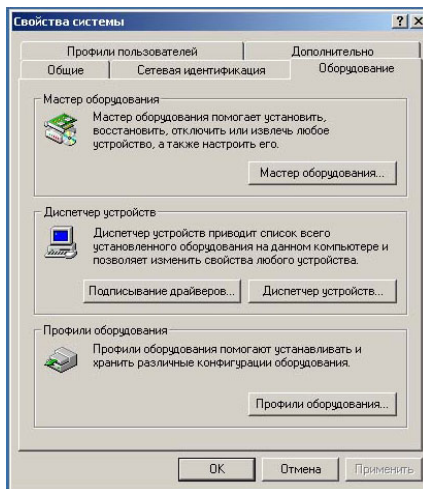 Свойства системы
Профили пользователей
Дополнительно
Общие
Сетевая идентификация
Оборудование
Мастер оборудования
Мастер оборудования помогает установить,
восстановить, отключить или извлечь любое
устройство, а также настроить его.
Мастер оборудования...
Диспетчер устройств
Диспетчер устройств приводит список всего
установленного оборудования на данном компьютере и
позволяет изменить свойства любого устройства.
Подписывание драйверов...
Диспетчер устройств...
Профили оборудования
Профили оборудования помогают устанавливать и
хранить различные конфигурации оборудования.
Профили оборудования...
OK
Отмена
Применить